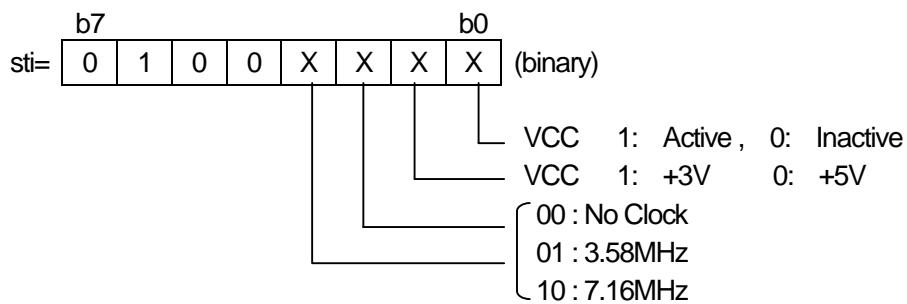 b7 b0
sti= 0 1 0 0 X X X X (binary)
VCC 1: Active , 0: Inactive
VCC 1: +3V 0: +5V
00 : No Clock
01 : 3.58MHz
10 : 7.16MHz